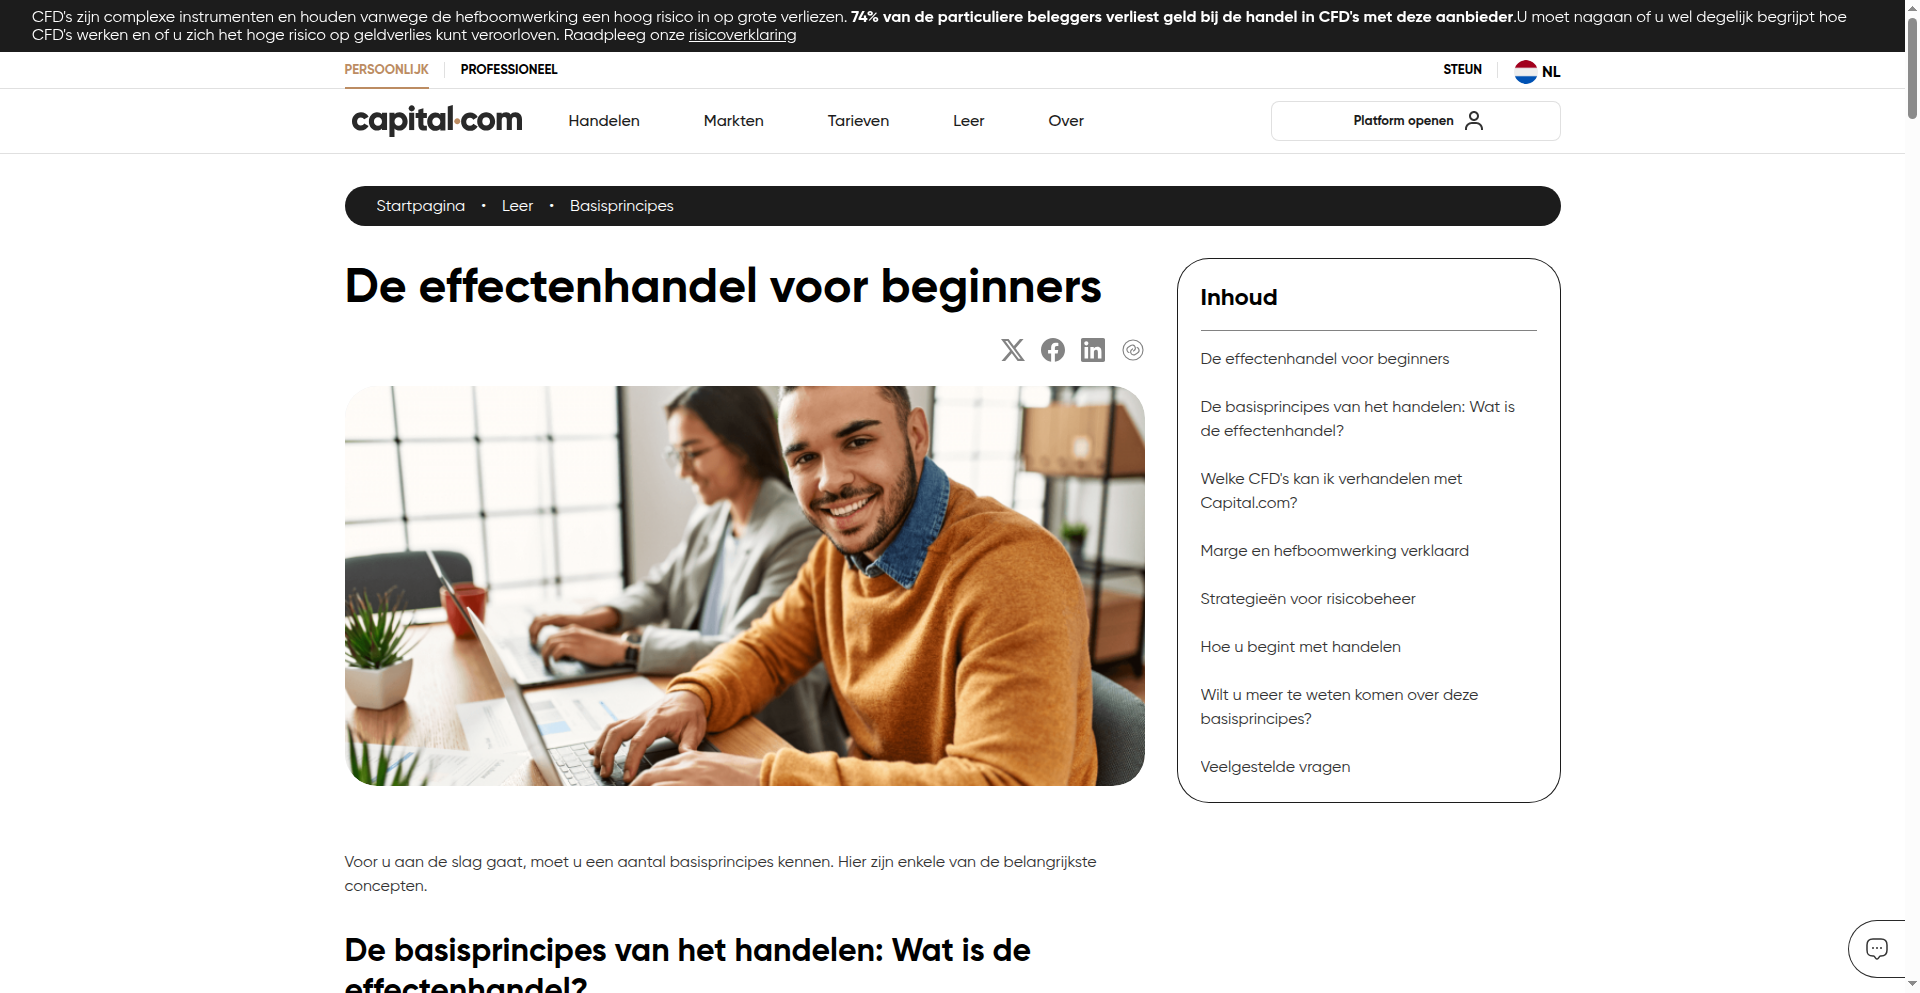 CFD's zijn complexe instrumenten en houden vanwege de hefboomwerking een hoog risico in op grote verliezen. 74% van de particuliere beleggers verliest geld bij de handel in CFD's met deze aanbieder.U moet nagaan of u wel degelijk begrijpt hoe
CFD's werken en of u zich het hoge risico op geldverlies kunt veroorloven. Raadpleeg onze risicoverklaring
PERSOONLIJK
PROFESSIONEEL
STEUN
NL
capital.com
Handelen
Markten
Tarieven
Leer
Over
Platform openen
Startpagina • Leer • Basisprincipes
De effectenhandel voor beginners
Voor u aan de slag gaat, moet u een aantal basisprincipes kennen. Hier zijn enkele van de belangrijkste
concepten.
De basisprincipes van het handelen: Wat is de
effectenhandel?
Inhoud
De effectenhandel voor beginners
De basisprincipes van het handelen: Wat is
de effectenhandel?
Welke CFD's kan ik verhandelen met
Capital.com?
Marge en hefboomwerking verklaard
Strategieën voor risicobeheer
Hoe u begint met handelen
Wilt u meer te weten komen over deze
basisprincipes?
Veelgestelde vragen